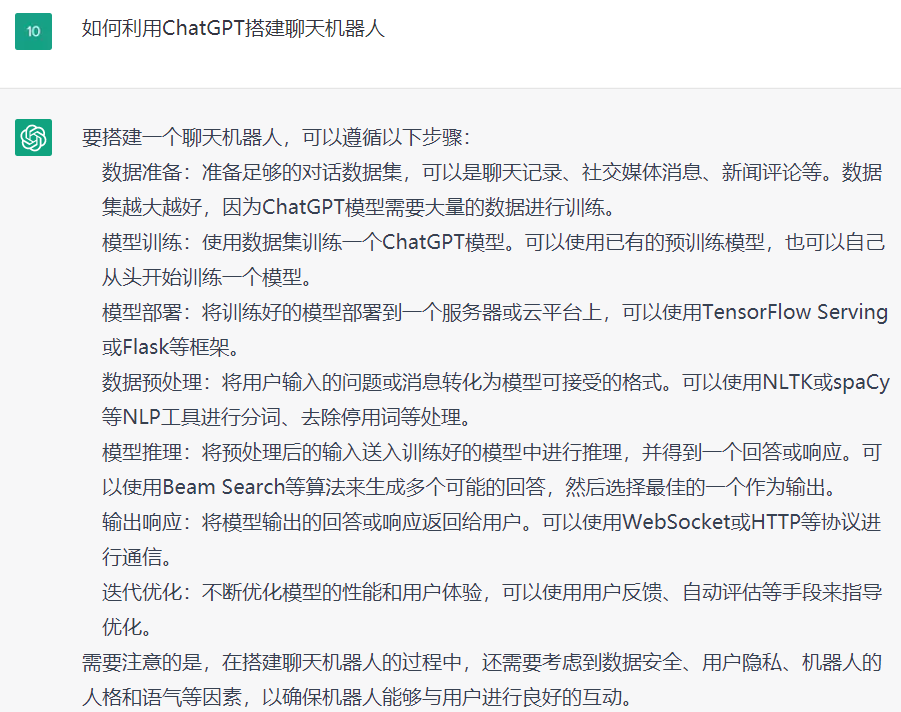 10
如何利用ChatGPT搭建聊天机器人
要搭建一个聊天机器人，可以遵循以下步骤：
数据准备：准备足够的对话数据集，可以是聊天记录、社交媒体消息、新闻评论等。数据
集越大越好，因为ChatGPT模型需要大量的数据进行训练。
模型训练：使用数据集训练一个ChatGPT模型。可以使用已有的预训练模型，也可以自己
从头开始训练一个模型。
模型部署：将训练好的模型部署到一个服务器或云平台上，可以使用TensorFlow Serving
或Flask等框架。
数据预处理：将用户输入的问题或消息转化为模型可接受的格式。可以使用NLTK或spaCy
等NLP工具进行分词、去除停用词等处理。
模型推理：将预处理后的输入送入训练好的模型中进行推理，并得到一个回答或响应。可
以使用Beam Search等算法来生成多个可能的回答，然后选择最佳的一个作为输出。
输出响应：将模型输出的回答或响应返回给用户。可以使用WebSocket或HTTP等协议进
行通信。
迭代优化：不断优化模型的性能和用户体验，可以使用用户反馈、自动评估等手段来指导
优化。
需要注意的是，在搭建聊天机器人的过程中，还需要考虑到数据安全、用户隐私、机器人的
人格和语气等因素，以确保机器人能够与用户进行良好的互动。